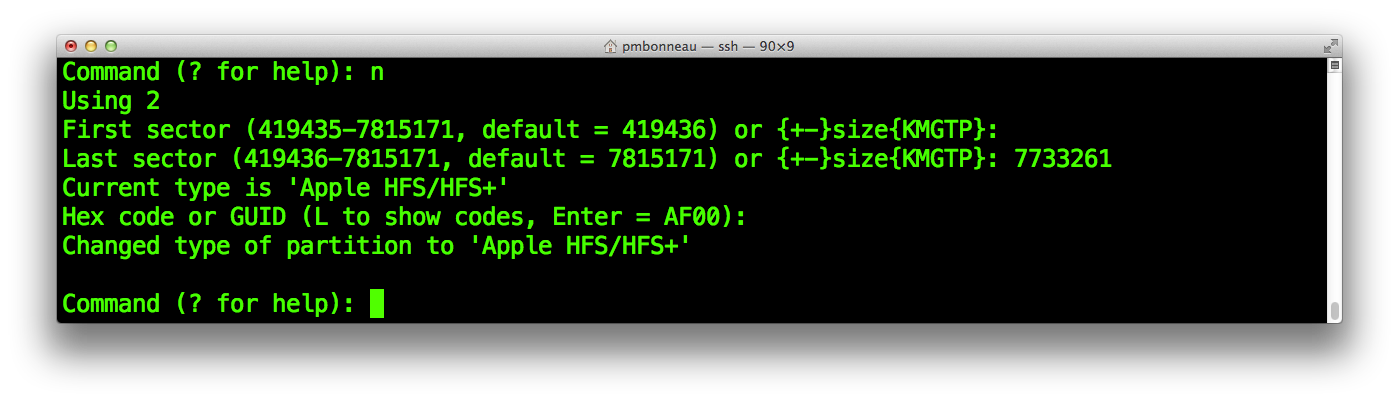 pmbonneau — ssh — 90×9
Command (? for help): n
Using 2
First sector (419435-7815171, default = 419436) or {+-}size{KMGTP}:
Last sector (419436-7815171, default = 7815171) or {+-}size{KMGTP}: 7733261
Current type is 'Apple HFS/HFS+'
Hex code or GUID (L to show codes, Enter = AF00):
Changed type of partition to 'Apple HFS/HFS+'
Command (? for help):